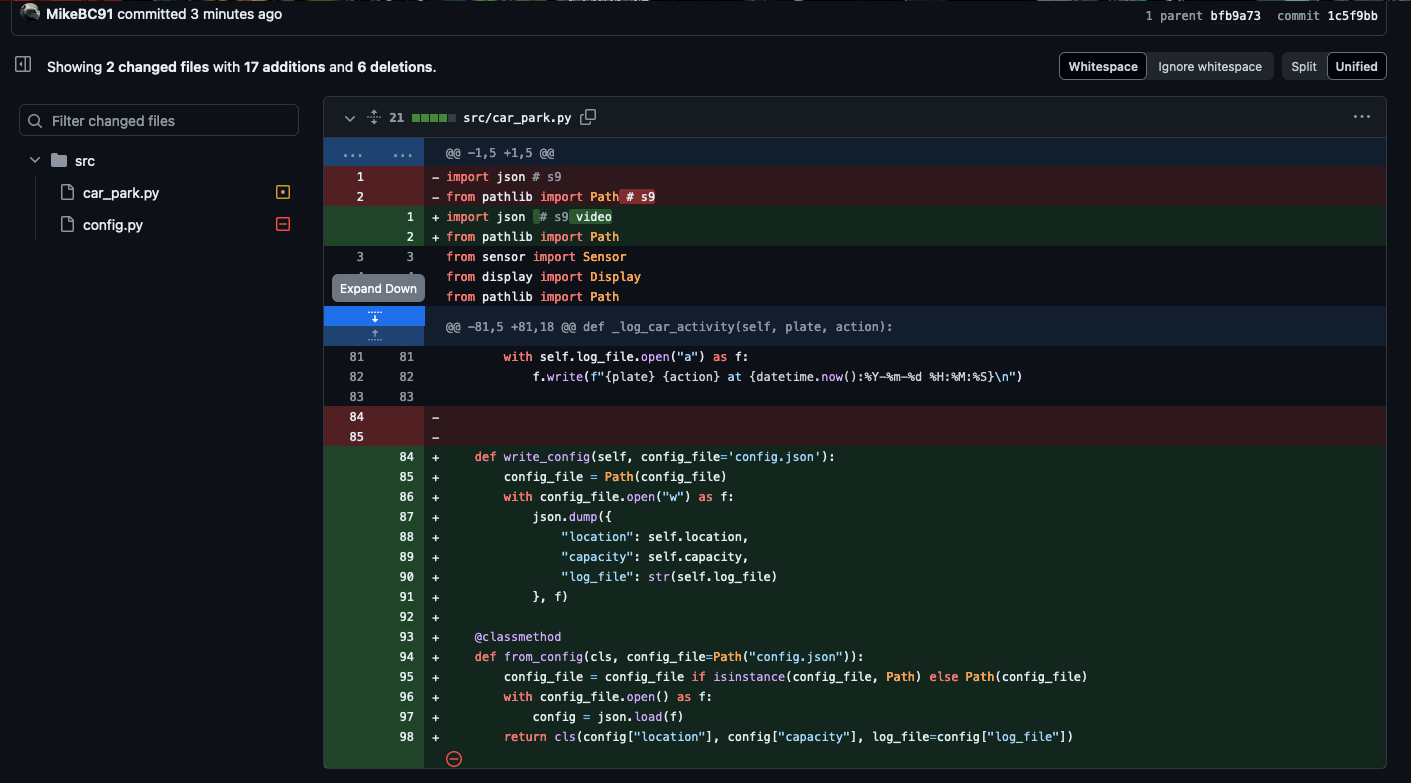 MikeBC91 committed 3 minutes ago
1 parent bfb9a73 commit 1c5f9bb
Showing 2 changed files with 17 additions and 6 deletions.
Whitespace Ignore whitespace Split Unified
Filter changed files
src
car_park.py
config.py
21 src/car_park.py
... ... @@ -1,5 +1,5 @@
1 - import json # s9
2 - from pathlib import Path # s9
1 + import json # s9 video
2 + from pathlib import Path
3 3 from sensor import Sensor
from display import Display
Expand Down
from pathlib import Path
@@ -81,5 +81,18 @@ def _log_car_activity(self, plate, action):
81 81 with self.log_file.open("a") as f:
82 82 f.write(f"{plate} {action} at {datetime.now():%Y-%m-%d %H:%M:%S}\n")
83 83
84 -
85 -
84 + def write_config(self, config_file='config.json'):
85 + config_file = Path(config_file)
86 + with config_file.open("w") as f:
87 + json.dump({
88 + "location": self.location,
89 + "capacity": self.capacity,
90 + "log_file": str(self.log_file)
91 + }, f)
92 +
93 + @classmethod
94 + def from_config(cls, config_file=Path("config.json")):
95 + config_file = config_file if isinstance(config_file, Path) else Path(config_file)
96 + with config_file.open() as f:
97 + config = json.load(f)
98 + return cls(config["location"], config["capacity"], log_file=config["log_file"])